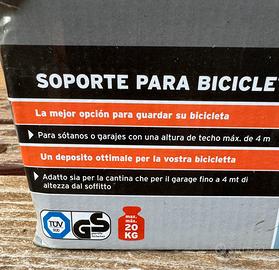 SOPORTE PARA BICICLE
La mejor opción para guardar su bicicleta
Para sótanos o garajes con una altura de techo máx. de 4 m
Un deposito ottimale per la vostra bicicletta
Adatto sia per la cantina che per il garage fino a 4 mt di
altezza dal soffitto
TÜV
GS
max.
máx.
20
KG